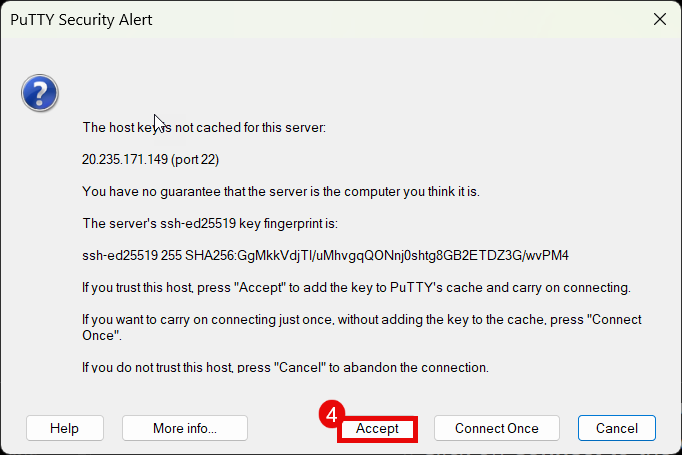 PuTTY Security Alert
The host key is not cached for this server:
20.235.171.149 (port 22)
You have no guarantee that the server is the computer you think it is.
The server's ssh-ed25519 key fingerprint is:
ssh-ed25519 255 SHA256:GgMkkVdjTI/uMhvgqQONnj0shtg8GB2ETDZ3G/wvPM4
If you trust this host, press "Accept" to add the key to PuTTY's cache and carry on connecting.
If you want to carry on connecting just once, without adding the key to the cache, press "Connect
Once".
If you do not trust this host, press "Cancel" to abandon the connection.
4
Help More info... Accept Connect Once Cancel